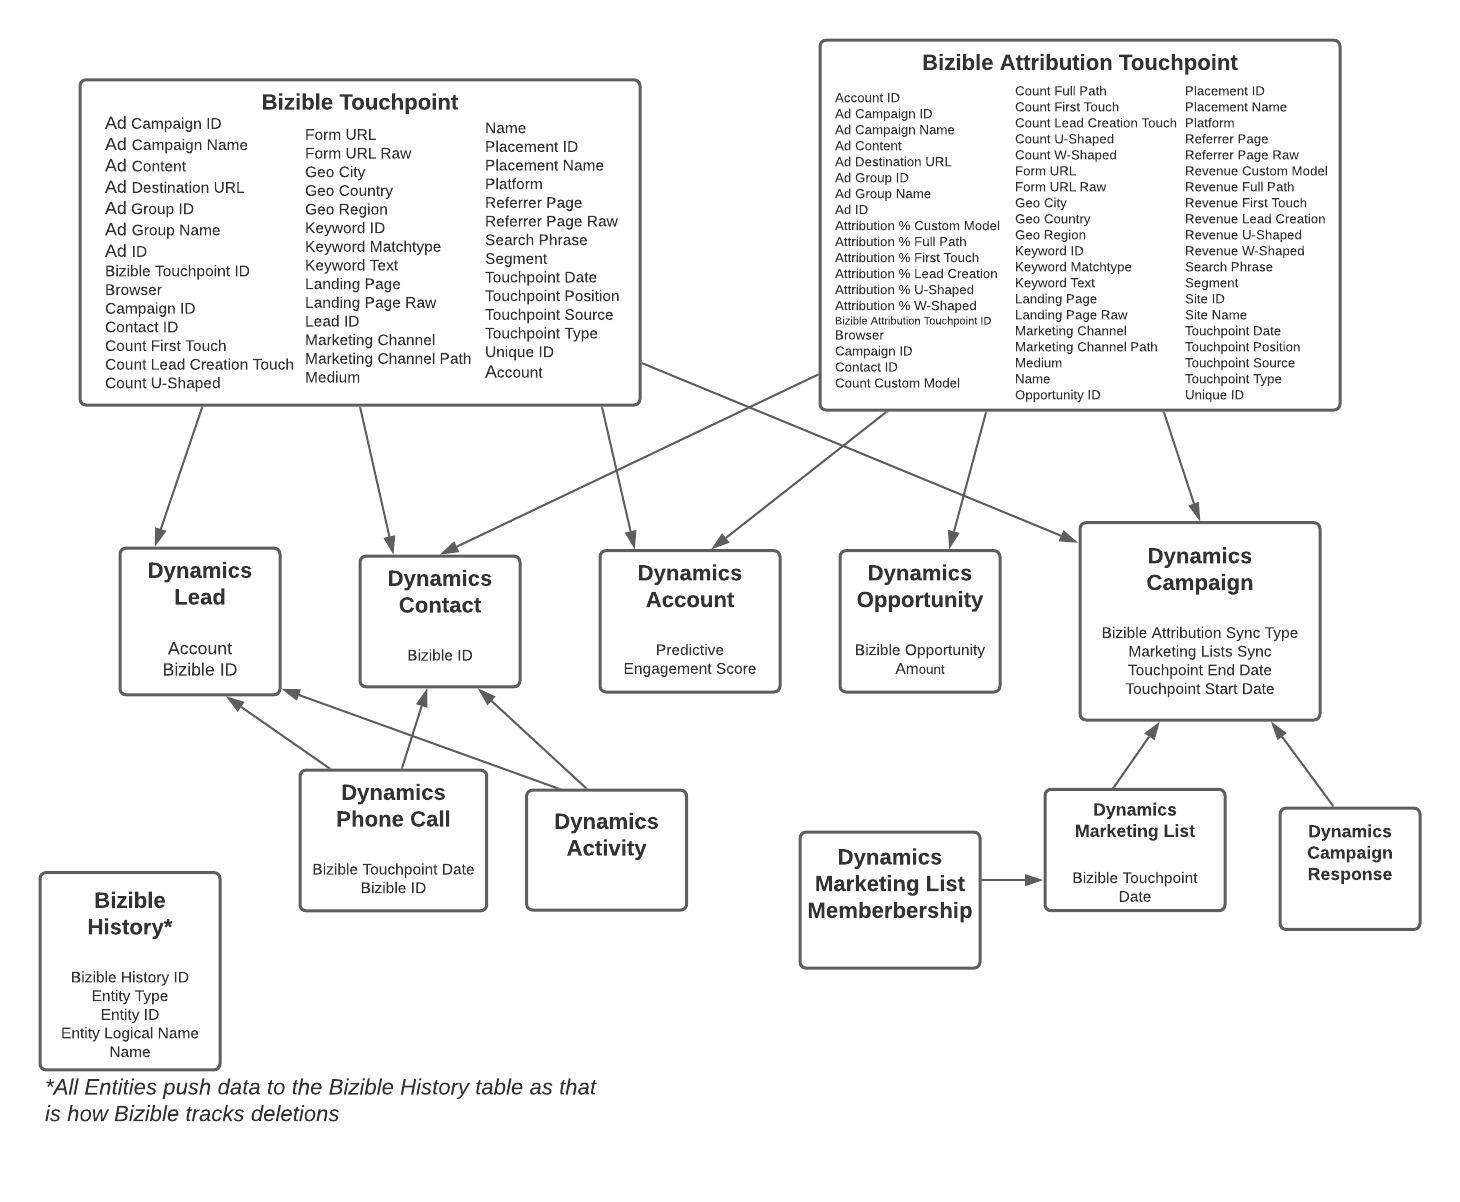 Bizible Touchpoint
Ad Campaign ID
Ad Campaign Name
Ad Content
Ad Destination URL
Ad Group ID
Ad Group Name
Ad ID
Bizible Touchpoint ID
Browser
Campaign ID
Contact ID
Count First Touch
Count Lead Creation Touch
Count U-Shaped
Form URL
Form URL Raw
Geo City
Geo Country
Geo Region
Keyword ID
Keyword Matchtype
Keyword Text
Landing Page
Landing Page Raw
Lead ID
Marketing Channel
Marketing Channel Path
Medium
Name
Placement ID
Placement Name
Platform
Referrer Page
Referrer Page Raw
Search Phrase
Segment
Touchpoint Date
Touchpoint Position
Touchpoint Source
Touchpoint Type
Unique ID
Account
Bizible Attribution Touchpoint
Account ID
Ad Campaign ID
Ad Campaign Name
Ad Content
Ad Destination URL
Ad Group ID
Ad Group Name
Ad ID
Attribution % Custom Model
Attribution % Full Path
Attribution % First Touch
Attribution % Lead Creation
Attribution % U-Shaped
Attribution % W-Shaped
Bizible Attribution Touchpoint ID
Browser
Campaign ID
Contact ID
Count Custom Model
Count Full Path
Count First Touch
Count Lead Creation Touch
Count U-Shaped
Count W-Shaped
Form URL
Form URL Raw
Geo City
Geo Country
Geo Region
Keyword ID
Keyword Matchtype
Keyword Text
Landing Page
Landing Page Raw
Marketing Channel
Marketing Channel Path
Medium
Name
Opportunity ID
Placement ID
Placement Name
Platform
Referrer Page
Referrer Page Raw
Revenue Custom Model
Revenue Full Path
Revenue First Touch
Revenue Lead Creation
Revenue U-Shaped
Revenue W-Shaped
Search Phrase
Segment
Site ID
Site Name
Touchpoint Date
Touchpoint Position
Touchpoint Source
Touchpoint Type
Unique ID
Dynamics
Lead
Account
Bizible ID
Dynamics
Contact
Bizible ID
Dynamics
Account
Predictive
Engagement Score
Dynamics
Opportunity
Bizible Opportunity
Amount
Dynamics
Campaign
Bizible Attribution Sync Type
Marketing Lists Sync
Touchpoint End Date
Touchpoint Start Date
Dynamics
Phone Call
Bizible Touchpoint Date
Bizible ID
Dynamics
Activity
Dynamics
Marketing List
Memberbership
Dynamics
Marketing List
Bizible Touchpoint
Date
Dynamics
Campaign
Response
Bizible
History*
Bizible History ID
Entity Type
Entity ID
Entity Logical Name
Name
*All Entities push data to the Bizible History table as that
is how Bizible tracks deletions